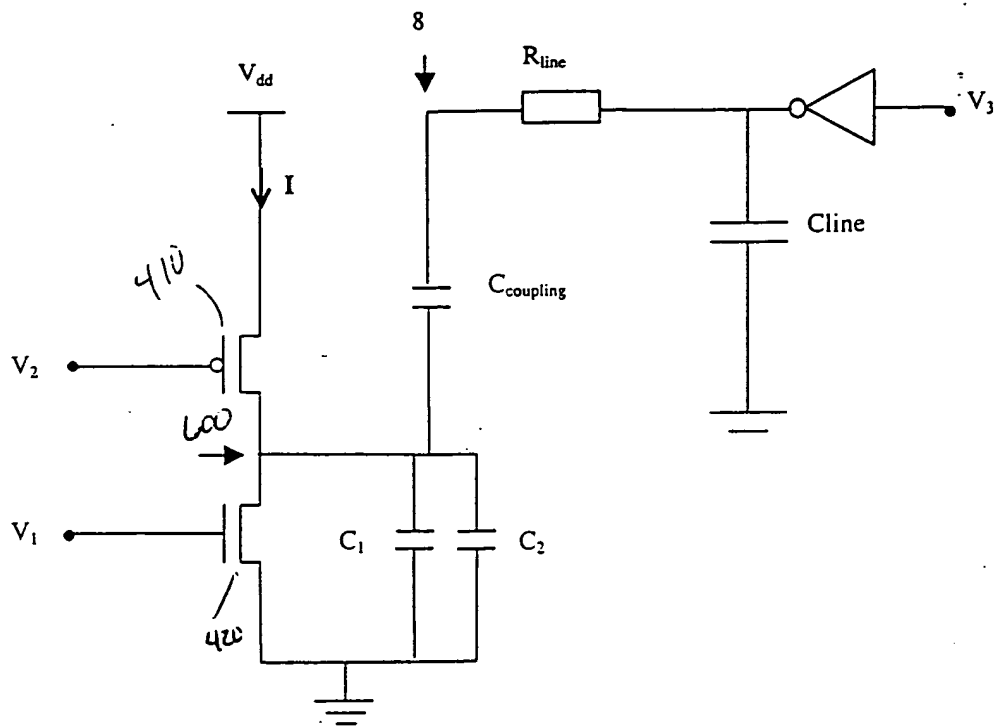 8
R_line
V_dd
V_3
I
Cline
410
C_coupling
V_2
600
V_1
C_1
C_2
420